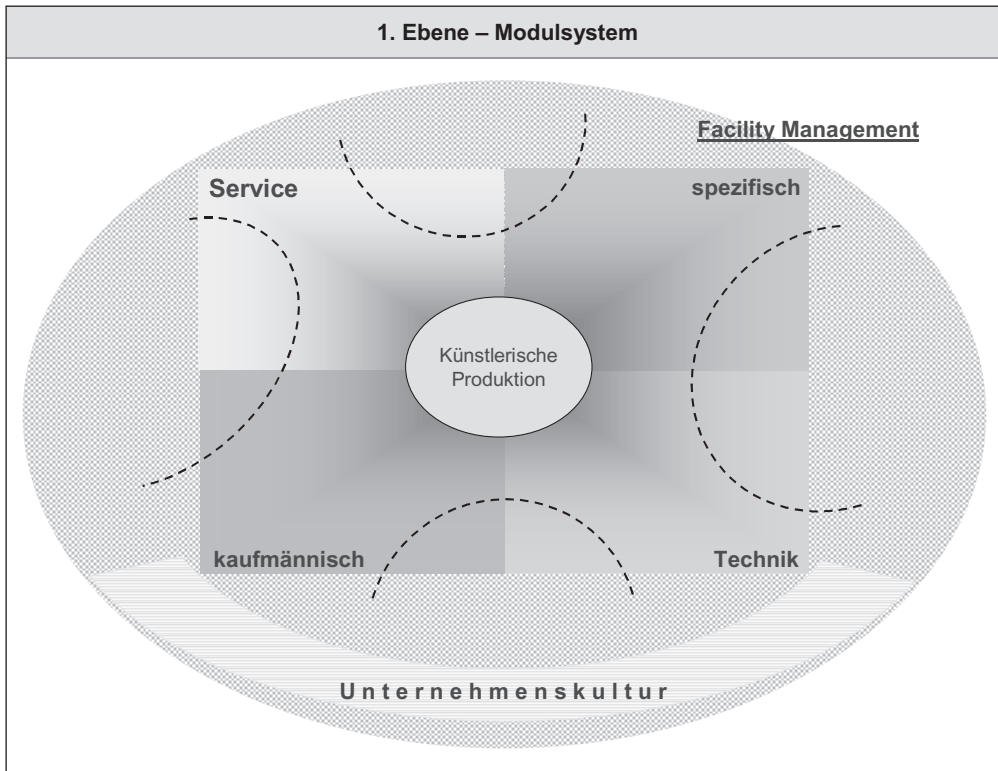 1. Ebene – Modulsystem
Facility Management
Service
spezifisch
Künstlerische
Produktion
kaufmännisch
Technik
Unternehmenskultur